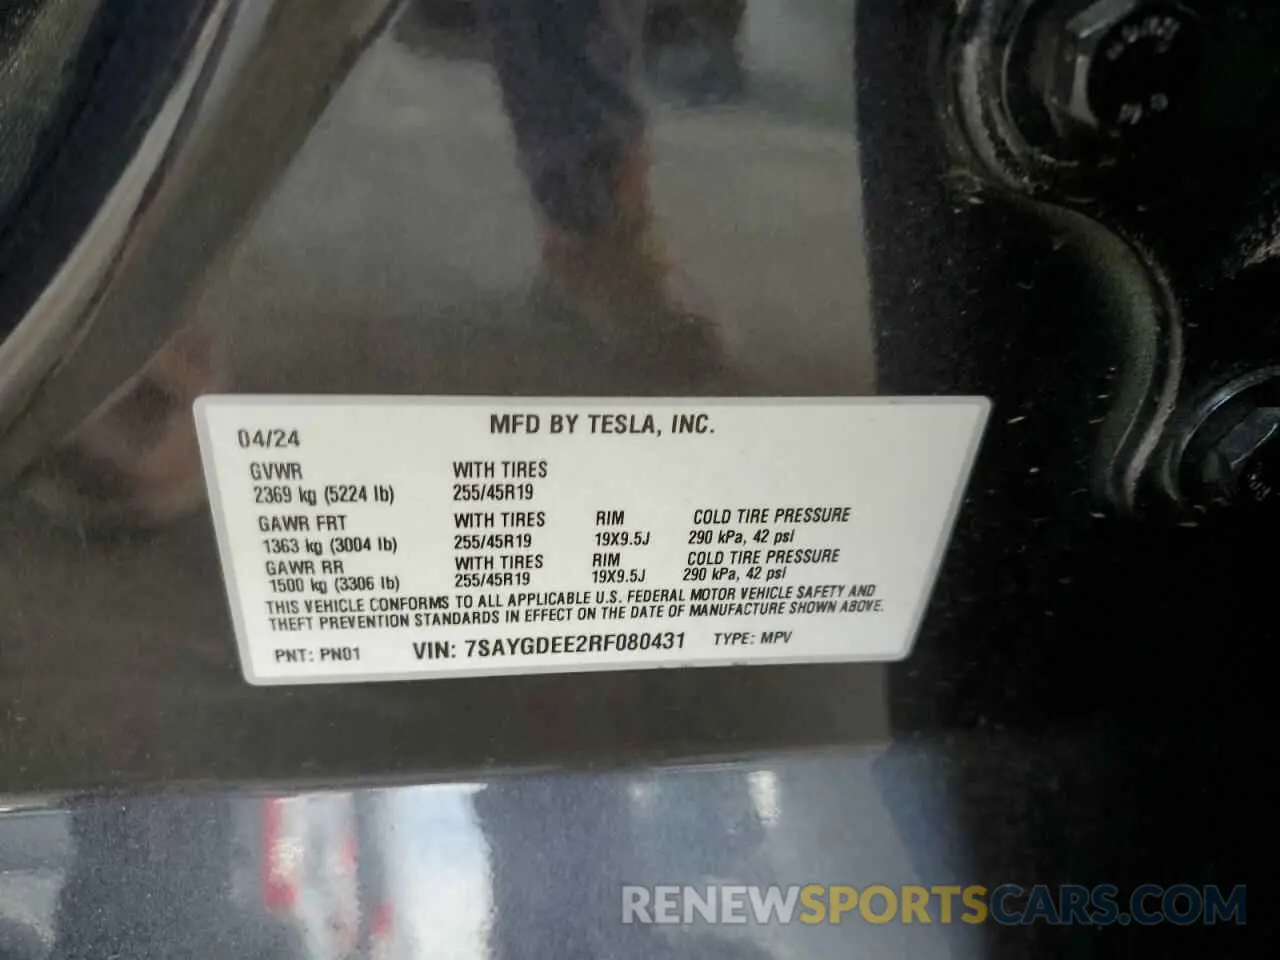 MFD BY TESLA, INC.
04/24
GVWR WITH TIRES
2369 kg (5224 lb) 255/45R19
GAWR FRT WITH TIRES RIM COLD TIRE PRESSURE
1363 kg (3004 lb) 255/45R19 19X9.5J 290 kPa, 42 psi
GAWR RR WITH TIRES RIM COLD TIRE PRESSURE
1500 kg (3306 lb) 255/45R19 19X9.5J 290 kPa, 42 psi
THIS VEHICLE CONFORMS TO ALL APPLICABLE U.S. FEDERAL MOTOR VEHICLE SAFETY AND
THEFT PREVENTION STANDARDS IN EFFECT ON THE DATE OF MANUFACTURE SHOWN ABOVE.
PNT: PN01 VIN: 7SAYGDEE2RF080431 TYPE: MPV
RENEWSPORTSCARS.COM